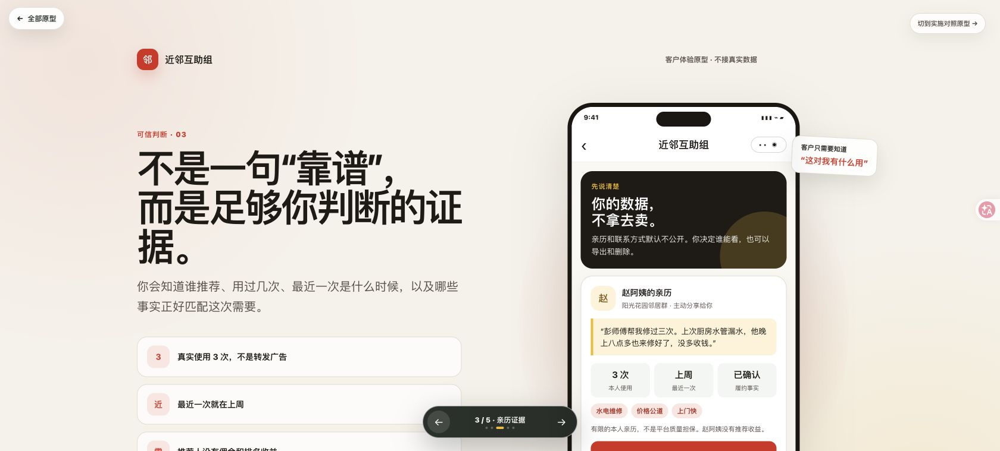 ← 全部原型
切到实施对照原型 →
邻 近邻互助组
客户体验原型 · 不接真实数据
可信判断 · 03
不是一句“靠谱”，
而是足够你判断的证
据。
你会知道谁推荐、用过几次、最近一次是什么时候，以及哪些
事实正好匹配这次需要。
3 真实使用 3 次，不是转发广告
近 最近一次就在上周
9:41
近邻互助组
客户只需要知道
“这对我有什么用”
先说清楚
你的数据，
不拿去卖。
亲历和联系方式默认不公开。你决定谁能看，也可以
导出和删除。
赵 赵阿姨的亲历
阳光花园邻居群 · 主动分享给你
“彭师傅帮我修过三次。上次厨房水管漏水，他晚
上八点多也来修好了，没多收钱。”
3 次 上周 已确认
本人使用 最近一次 履约事实
水电维修 价格公道 上门快
有限的本人亲历，不是平台质量担保。赵阿姨没有推荐收益。
← 3 / 5 · 亲历证据 →